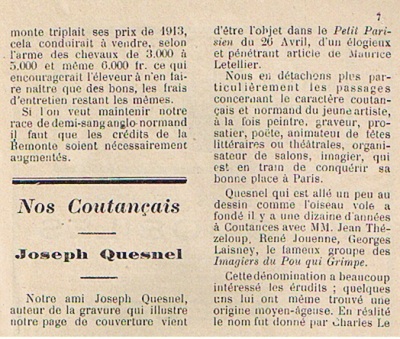 7
monte triplait ses prix de 1913,
cela conduirait à vendre, selon
l'arme des chevaux de 3.000 à
5.000 et même 6.000 fr. ce qui
encouragerait l'éleveur à n'en fai-
re naître que des bons, les frais
d'entretien restant les mêmes.
Si l on veut maintenir notre
race de demi-sang anglo-normand
il faut que les crédits de la
Remonte soient nécessairement
augmentés.
Nos Coutançais
Joseph Quesnel
Notre ami Joseph Quesnel,
auteur de la gravure qui illustre
notre page de couverture vient
d'être l'objet dans le Petit Pari-
sien du 26 Avril, d'un élogieux
et pénétrant article de Maurice
Letellier.
Nous en détachons plus par-
ticulièrement les passages
concernant le caractère coutan-
çais et normand du jeune artiste,
à la fois peintre, graveur, pro-
satier, poète, animateur de fêtes
littéraires ou théâtrales, organi-
sateur de salons, imagier, qui
est en train de conquérir sa
bonne place à Paris.
Quesnel qui est allé un peu au
dessin comme l'oiseau vole a
fondé il y a une dizaine d'années
à Coutances avec MM. Jean Thé-
zeloup, René Jouenne, Georges
Laisney, le fameux groupe des
Imagiers du Pou qui Grimpe.
Cette dénomination a beaucoup
intéressé les érudits ; quelques
uns lui ont même trouvé une
origine moyen-âgeuse. En réalité
le nom fut donné par Charles Le